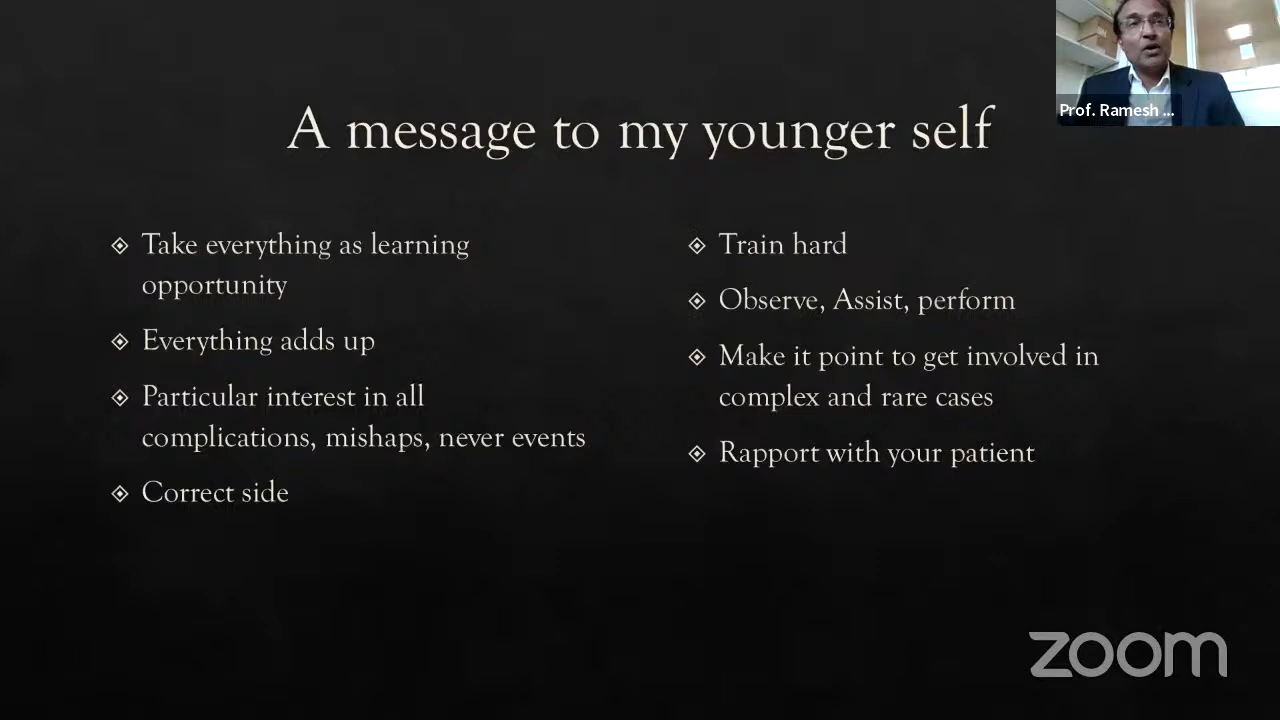 Prof. Ramesh ...
A message to my younger self
Take everything as learning
opportunity
Everything adds up
Particular interest in all
complications, mishaps, never events
Correct side
Train hard
Observe, Assist, perform
Make it point to get involved in
complex and rare cases
Rapport with your patient
zoom